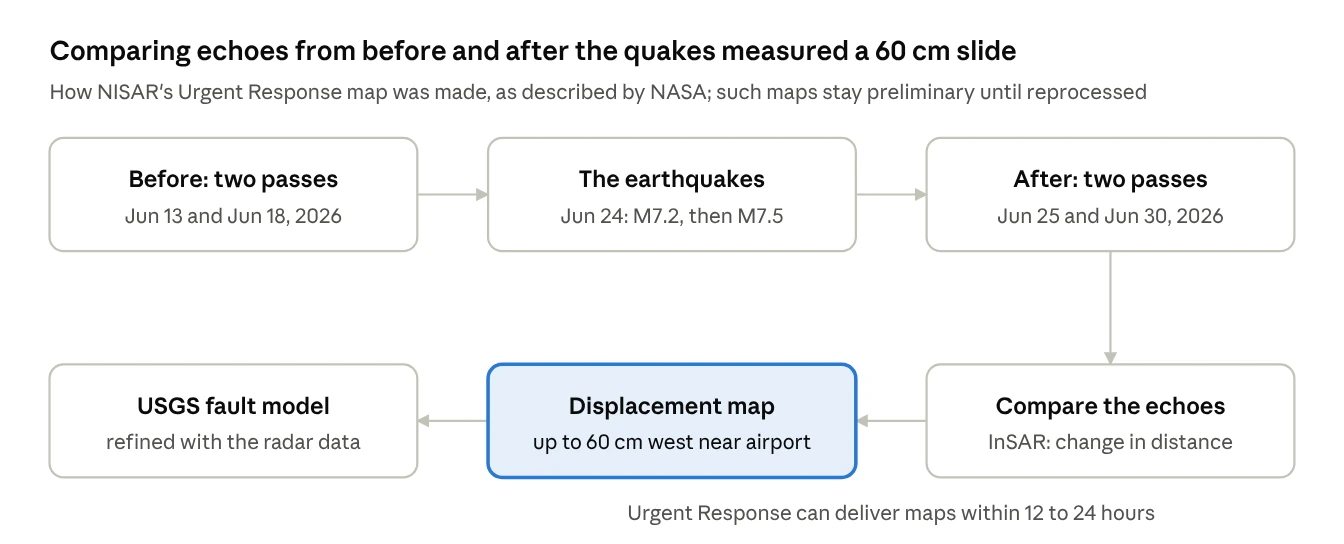 Comparing echoes from before and after the quakes measured a 60 cm slide
How NISAR's Urgent Response map was made, as described by NASA; such maps stay preliminary until reprocessed
Before: two passes
Jun 13 and Jun 18, 2026
The earthquakes
Jun 24: M7.2, then M7.5
After: two passes
Jun 25 and Jun 30, 2026
Compare the echoes
InSAR: change in distance
Displacement map
up to 60 cm west near airport
USGS fault model
refined with the radar data
Urgent Response can deliver maps within 12 to 24 hours